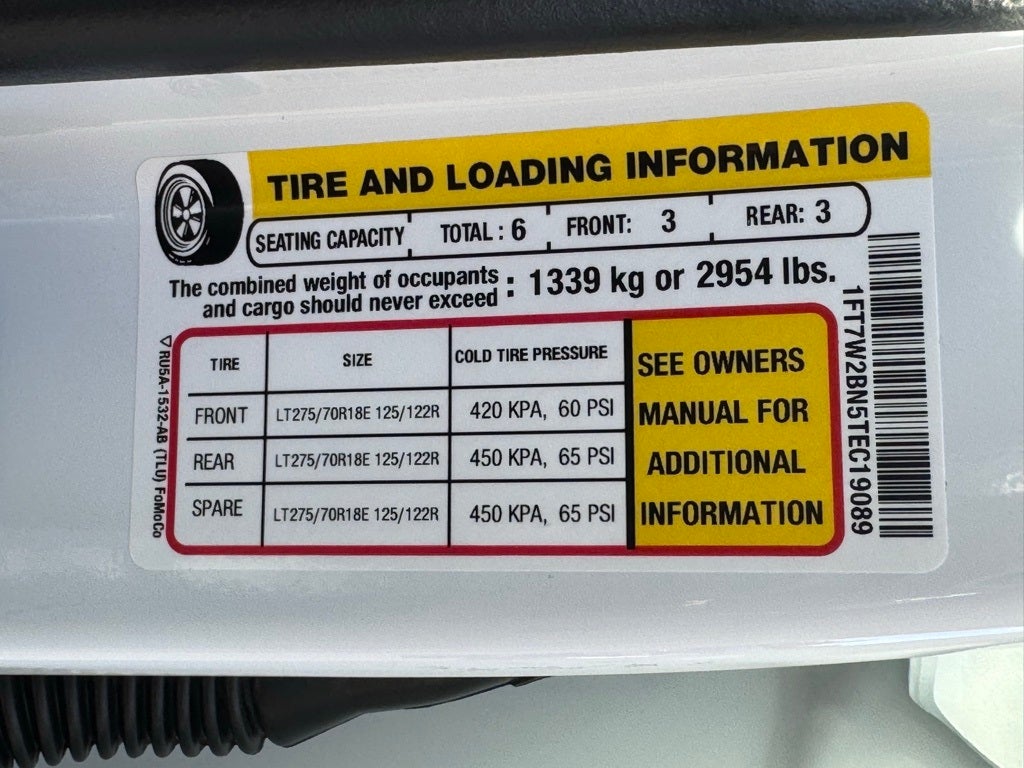 TIRE AND LOADING INFORMATION
SEATING CAPACITY TOTAL : 6 FRONT: 3 REAR: 3
The combined weight of occupants
and cargo should never exceed : 1339 kg or 2954 lbs.
TIRE SIZE COLD TIRE PRESSURE
FRONT LT275/70R18E 125/122R 420 KPA, 60 PSI
REAR LT275/70R18E 125/122R 450 KPA, 65 PSI
SPARE LT275/70R18E 125/122R 450 KPA, 65 PSI
SEE OWNERS
MANUAL FOR
ADDITIONAL
INFORMATION
▽ RU5A-1532-AB (TLU) FoMoCo
1FT7W2BN5TEC19089